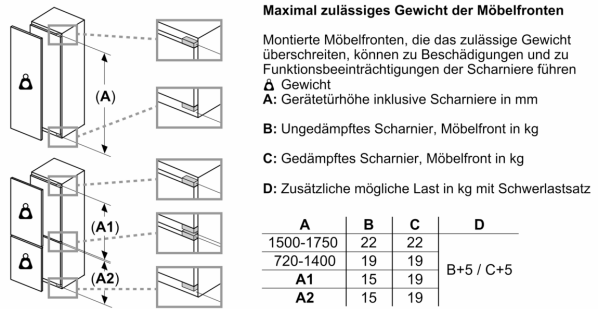 (A)
(A1)
(A2)
Maximal zulässiges Gewicht der Möbelfronten
Montierte Möbelfronten, die das zulässige Gewicht
überschreiten, können zu Beschädigungen und zu
Funktionsbeeinträchtigungen der Scharniere führen
Gewicht
A: Gerätetürhöhe inklusive Scharniere in mm
B: Ungedämpftes Scharnier, Möbelfront in kg
C: Gedämpftes Scharnier, Möbelfront in kg
D: Zusätzliche mögliche Last in kg mit Schwerlastsatz
A B C D
1500-1750 22 22
720-1400 19 19
B+5 / C+5
A1 15 19
A2 15 19